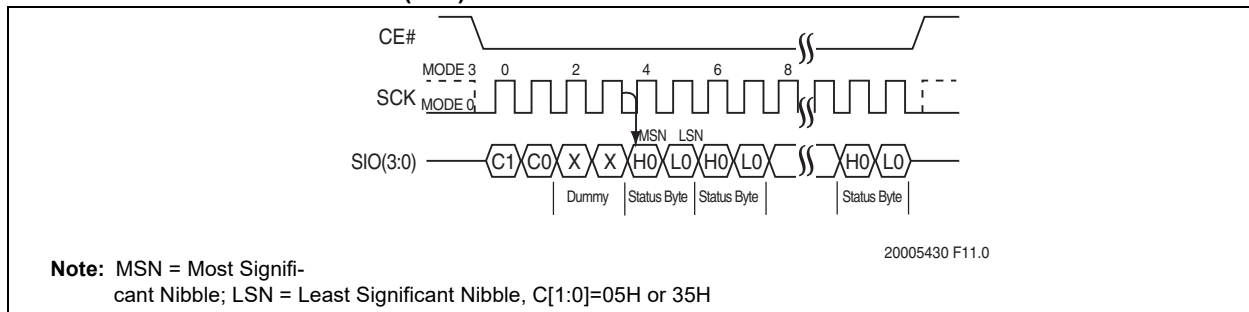 CE#
MODE 3 0 2 4 6 8
SCK
MODE 0
MSN LSN
SIO(3:0) C1 C0 X X H0 L0 H0 L0 H0 L0
Dummy Status Byte Status Byte Status Byte
20005430 F11.0
Note: MSN = Most Signifi-
cant Nibble; LSN = Least Significant Nibble, C[1:0]=05H or 35H